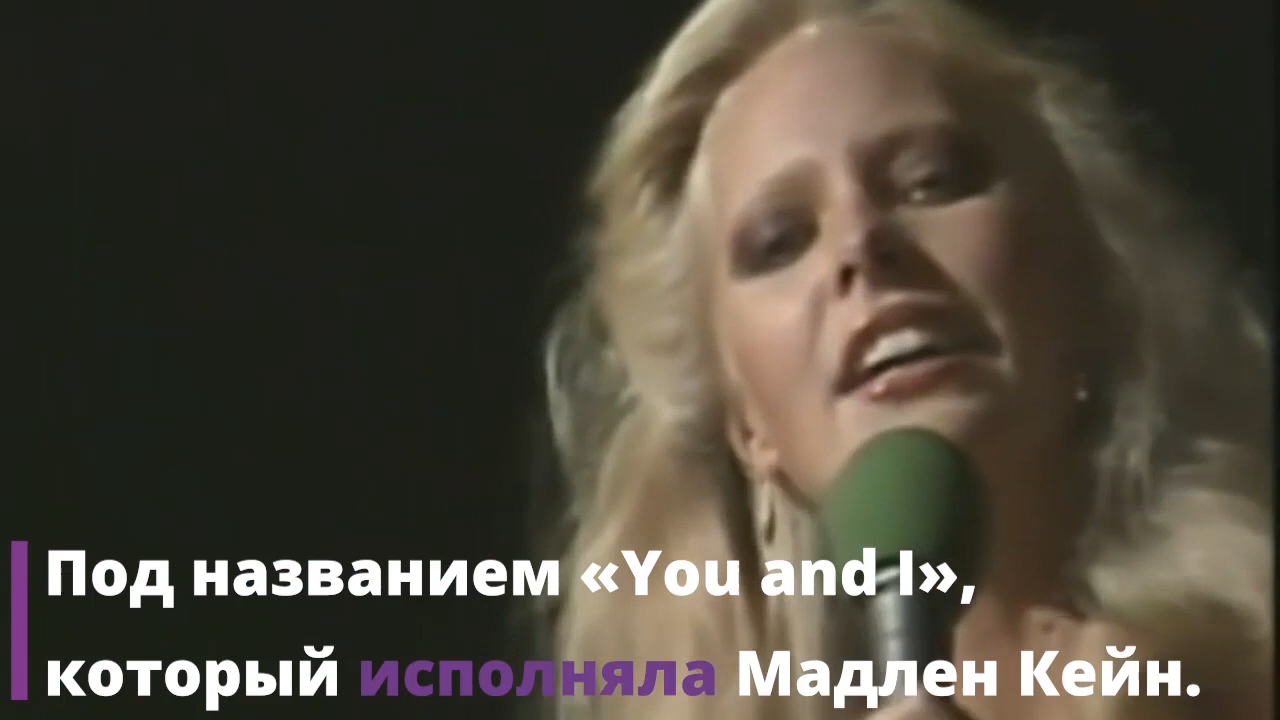 Под названием «You and I»,
который исполняла Мадлен Кейн.